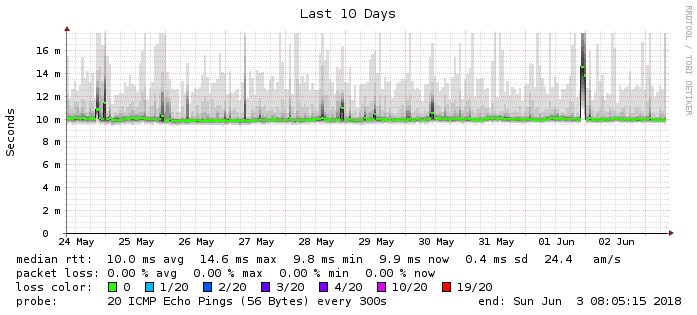 Last 10 Days
RRDTOOL / TOBI OETIKER
Seconds
16 m
14 m
12 m
10 m
8 m
6 m
4 m
2 m
0
24 May 25 May 26 May 27 May 28 May 29 May 30 May 31 May 01 Jun 02 Jun
median rtt: 10.0 ms avg 14.6 ms max 9.8 ms min 9.9 ms now 0.4 ms sd 24.4 am/s
packet loss: 0.00 % avg 0.00 % max 0.00 % min 0.00 % now
loss color: 0 1/20 2/20 3/20 4/20 10/20 19/20
probe: 20 ICMP Echo Pings (56 Bytes) every 300s end: Sun Jun 3 08:05:15 2018